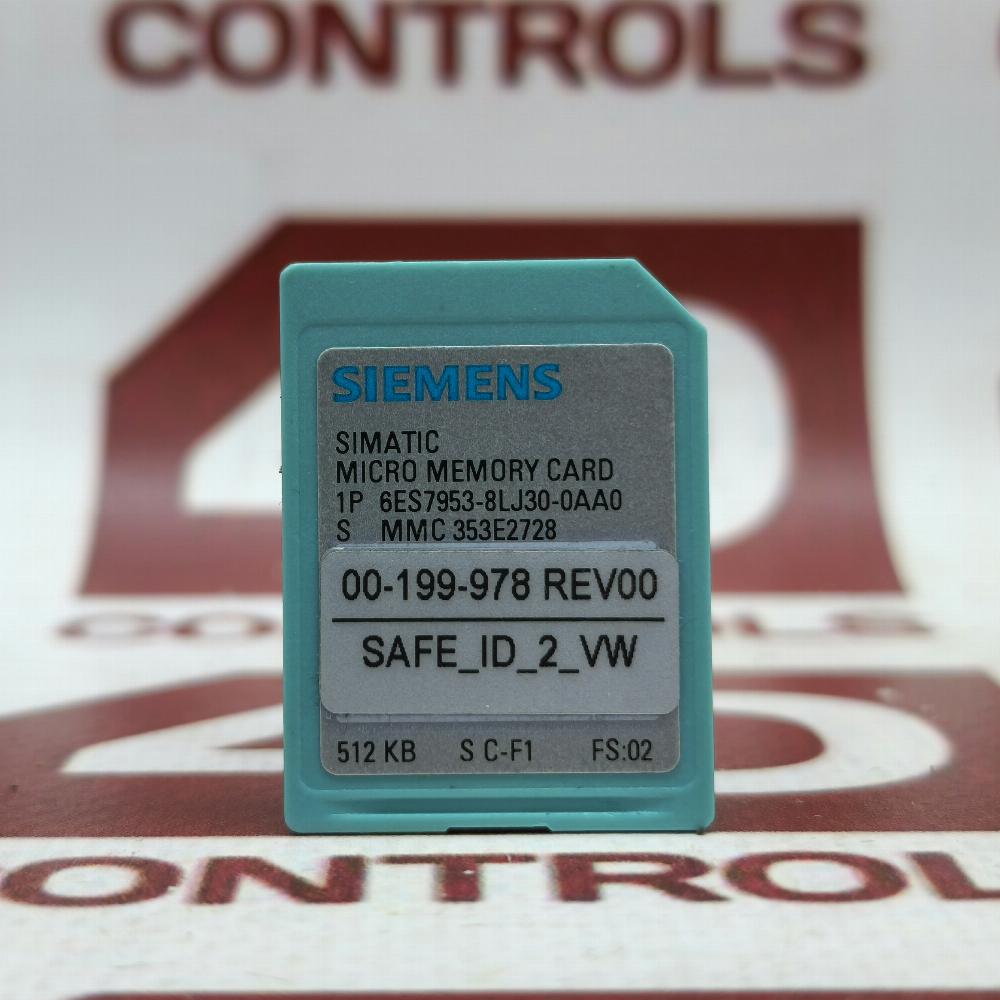 CONTROLS
SIEMENS
SIMATIC
MICRO MEMORY CARD
1P 6ES7953-8LJ30-0AA0
S MMC 353E2728
00-199-978 REV00
SAFE_ID_2_VW
512 KB S C-F1 FS:02
ONTROL